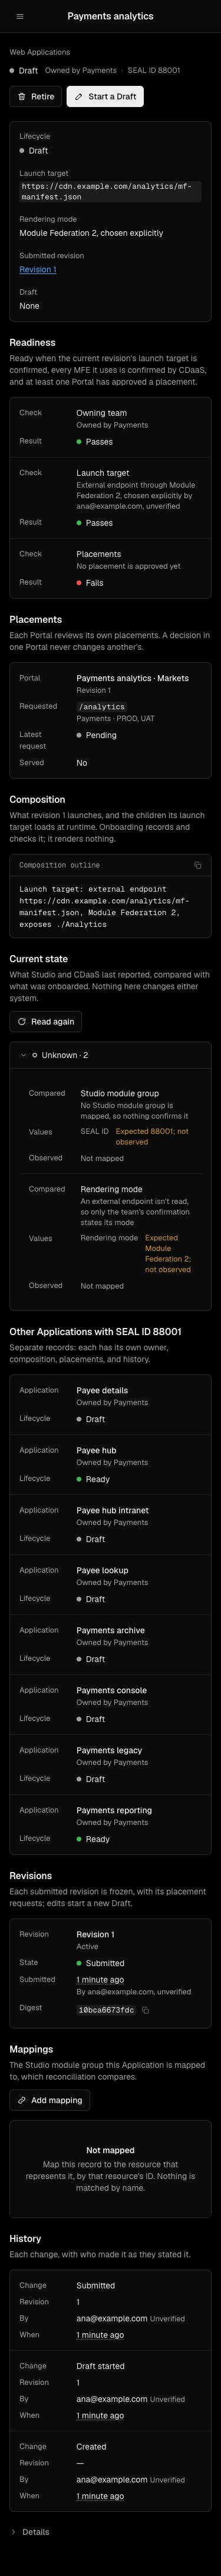 Payments analytics
Web Applications
Draft Owned by Payments · SEAL ID 88001
Retire Start a Draft
Lifecycle
Draft
Launch target
https://cdn.example.com/analytics/mf-
manifest.json
Rendering mode
Module Federation 2, chosen explicitly
Submitted revision
Revision 1
Draft
None
Readiness
Ready when the current revision's launch target is
confirmed, every MFE it uses is confirmed by CDaaS,
and at least one Portal has approved a placement.
Check Owning team
Owned by Payments
Result Passes
Check Launch target
External endpoint through Module
Federation 2, chosen explicitly by
ana@example.com, unverified
Result Passes
Check Placements
No placement is approved yet
Result Fails
Placements
Each Portal reviews its own placements. A decision in
one Portal never changes another's.
Portal Payments analytics · Markets
Revision 1
Requested /analytics
Payments · PROD, UAT
Latest Pending
request
Served No
Composition
What revision 1 launches, and the children its launch
target loads at runtime. Onboarding records and
checks it; it renders nothing.
Composition outline
Launch target: external endpoint
https://cdn.example.com/analytics/mf-
manifest.json, Module Federation 2,
exposes ./Analytics
Current state
What Studio and CDaaS last reported, compared with
what was onboarded. Nothing here changes either
system.
Read again
Unknown · 2
Compared Studio module group
No Studio module group is
mapped, so nothing confirms it
Values SEAL ID Expected 88001; not
observed
Observed Not mapped
Compared Rendering mode
An external endpoint isn't read,
so only the team's confirmation
states its mode
Values Rendering mode Expected
Module
Federation 2;
not observed
Observed Not mapped
Other Applications with SEAL ID 88001
Separate records: each has its own owner,
composition, placements, and history.
Application Payee details
Owned by Payments
Lifecycle Draft
Application Payee hub
Owned by Payments
Lifecycle Ready
Application Payee hub intranet
Owned by Payments
Lifecycle Draft
Application Payee lookup
Owned by Payments
Lifecycle Draft
Application Payments archive
Owned by Payments
Lifecycle Draft
Application Payments console
Owned by Payments
Lifecycle Draft
Application Payments legacy
Owned by Payments
Lifecycle Draft
Application Payments reporting
Owned by Payments
Lifecycle Ready
Revisions
Each submitted revision is frozen, with its placement
requests; edits start a new Draft.
Revision Revision 1
Active
State Submitted
Submitted 1 minute ago
By ana@example.com, unverified
Digest 10bca6673fdc
Mappings
The Studio module group this Application is mapped
to, which reconciliation compares.
Add mapping
Not mapped
Map this record to the resource that
represents it, by that resource's ID. Nothing is
matched by name.
History
Each change, with who made it as they stated it.
Change Submitted
Revision 1
By ana@example.com Unverified
When 1 minute ago
Change Draft started
Revision 1
By ana@example.com Unverified
When 1 minute ago
Change Created
Revision —
By ana@example.com Unverified
When 1 minute ago
Details